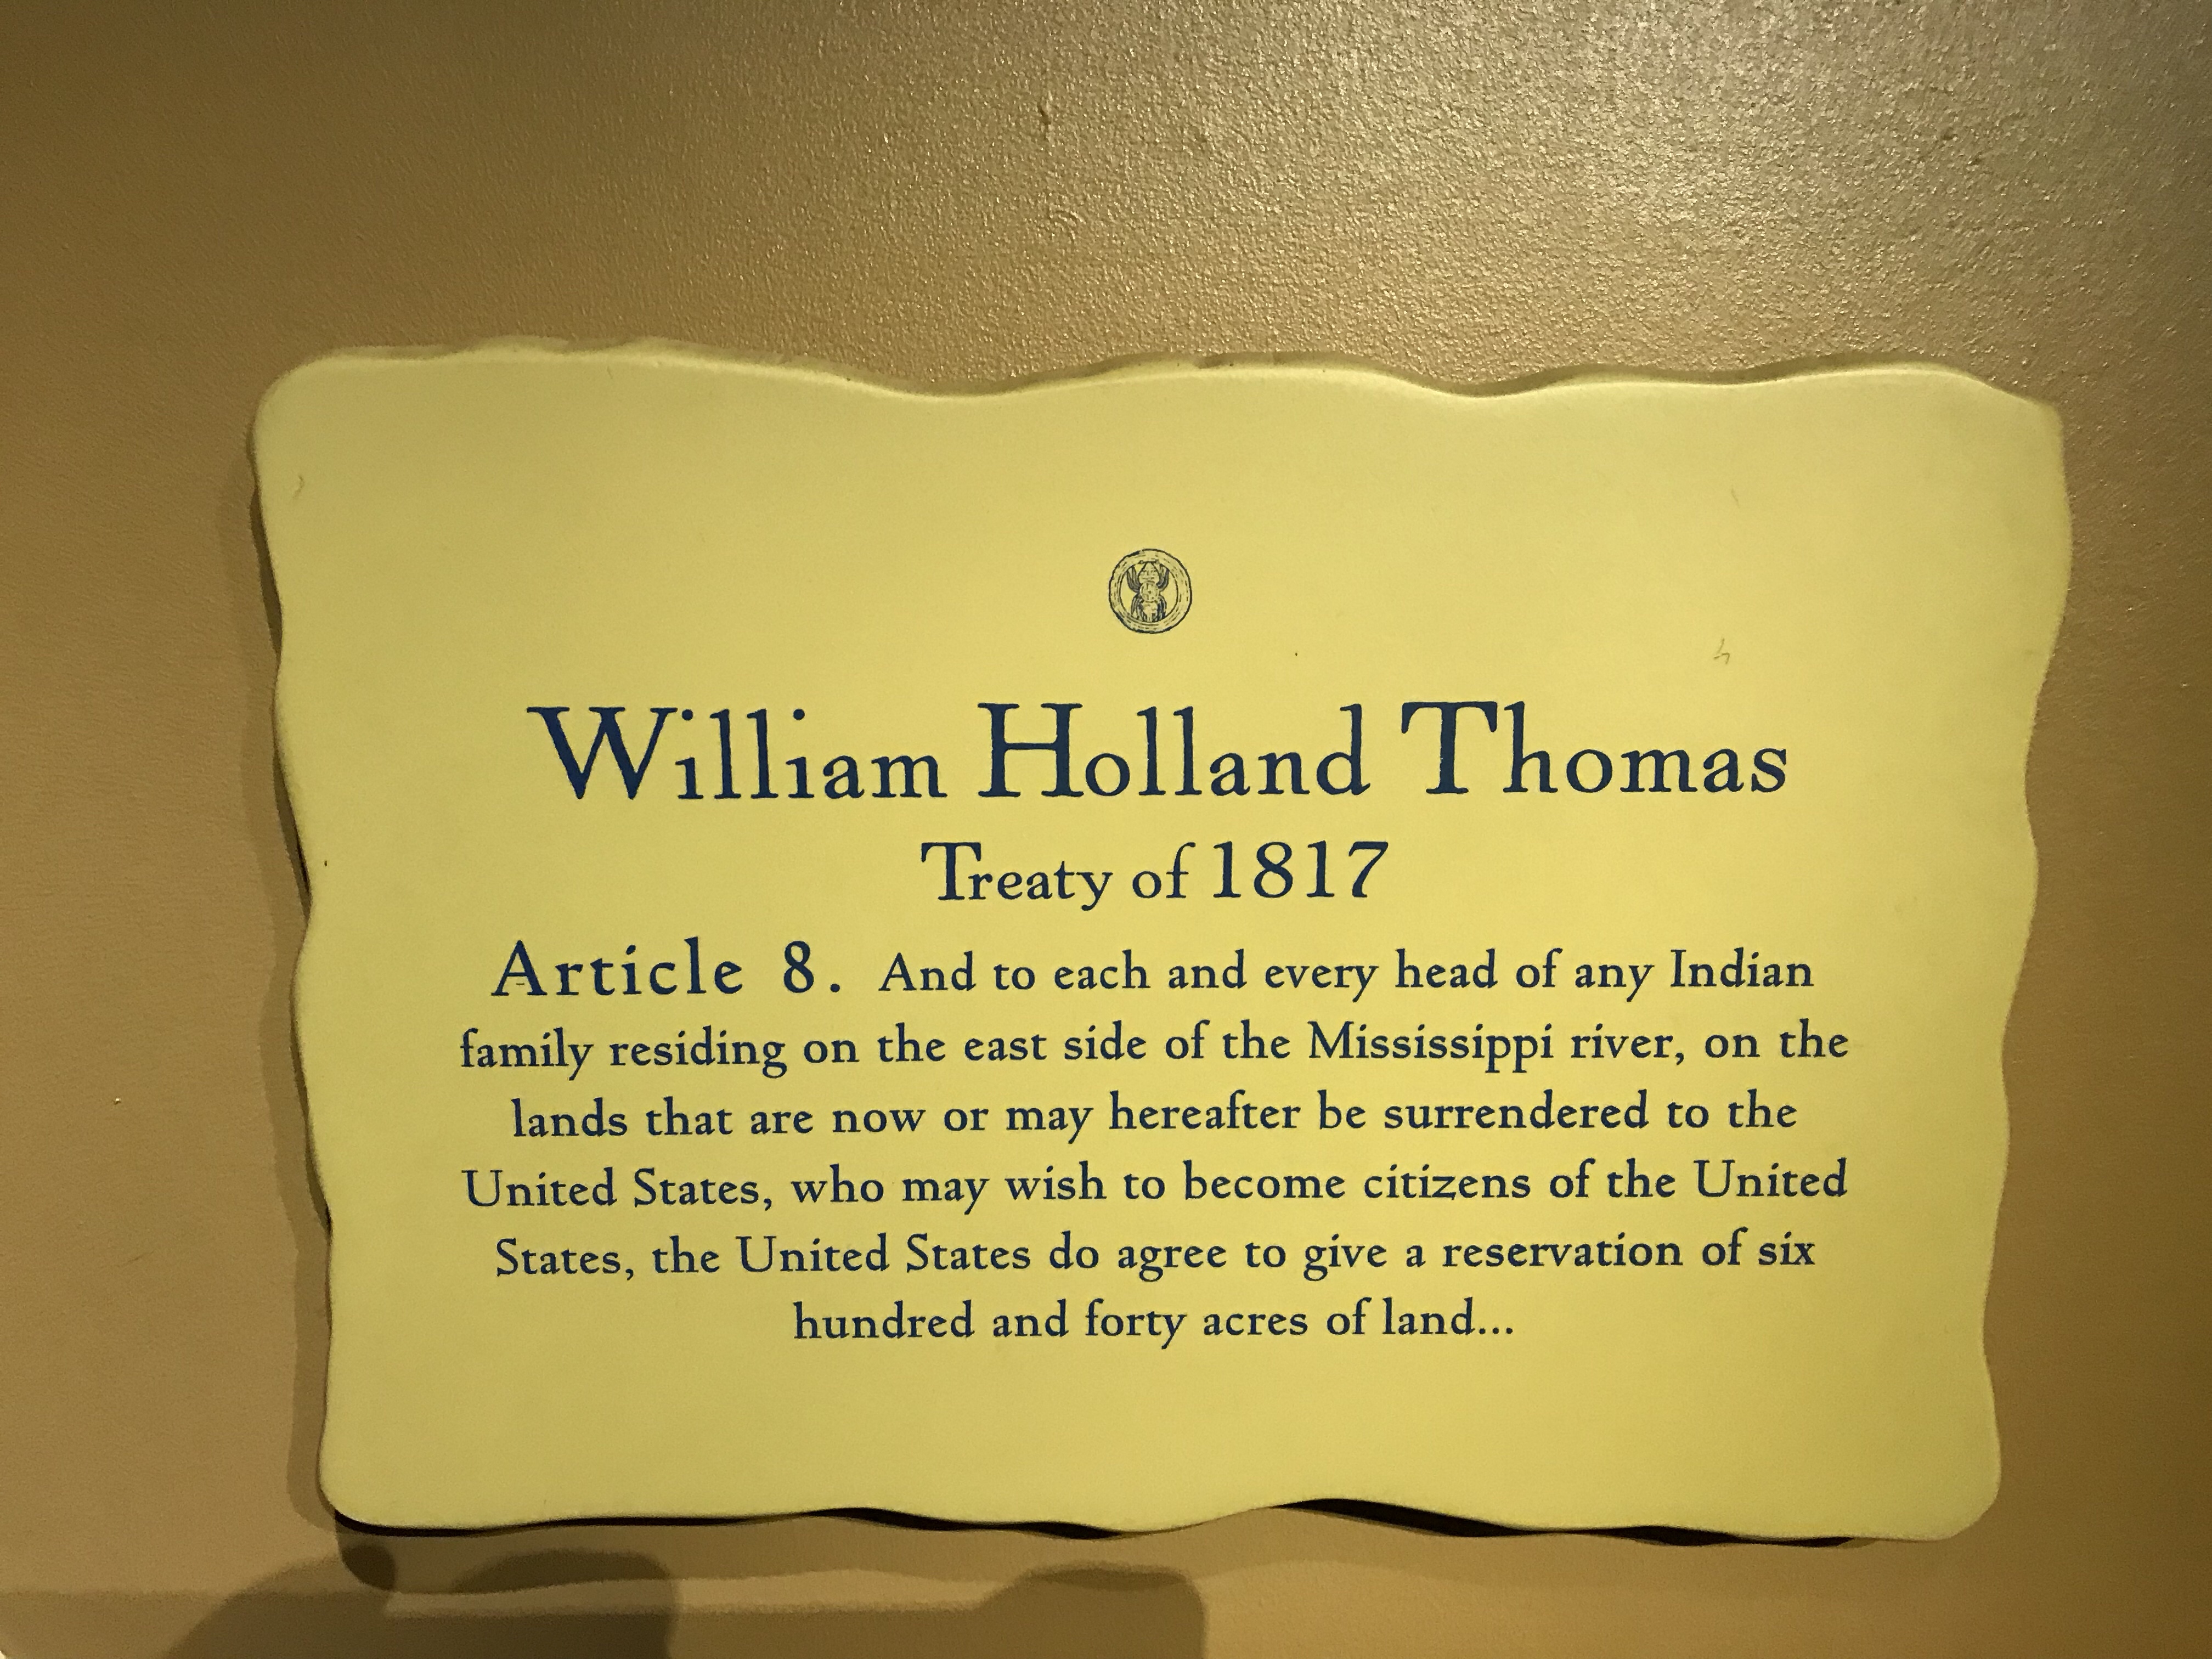 William Holland Thomas
Treaty of 1817
Article 8. And to each and every head of any Indian
family residing on the east side of the Mississippi river, on the
lands that are now or may hereafter be surrendered to the
United States, who may wish to become citizens of the United
States, the United States do agree to give a reservation of six
hundred and forty acres of land...